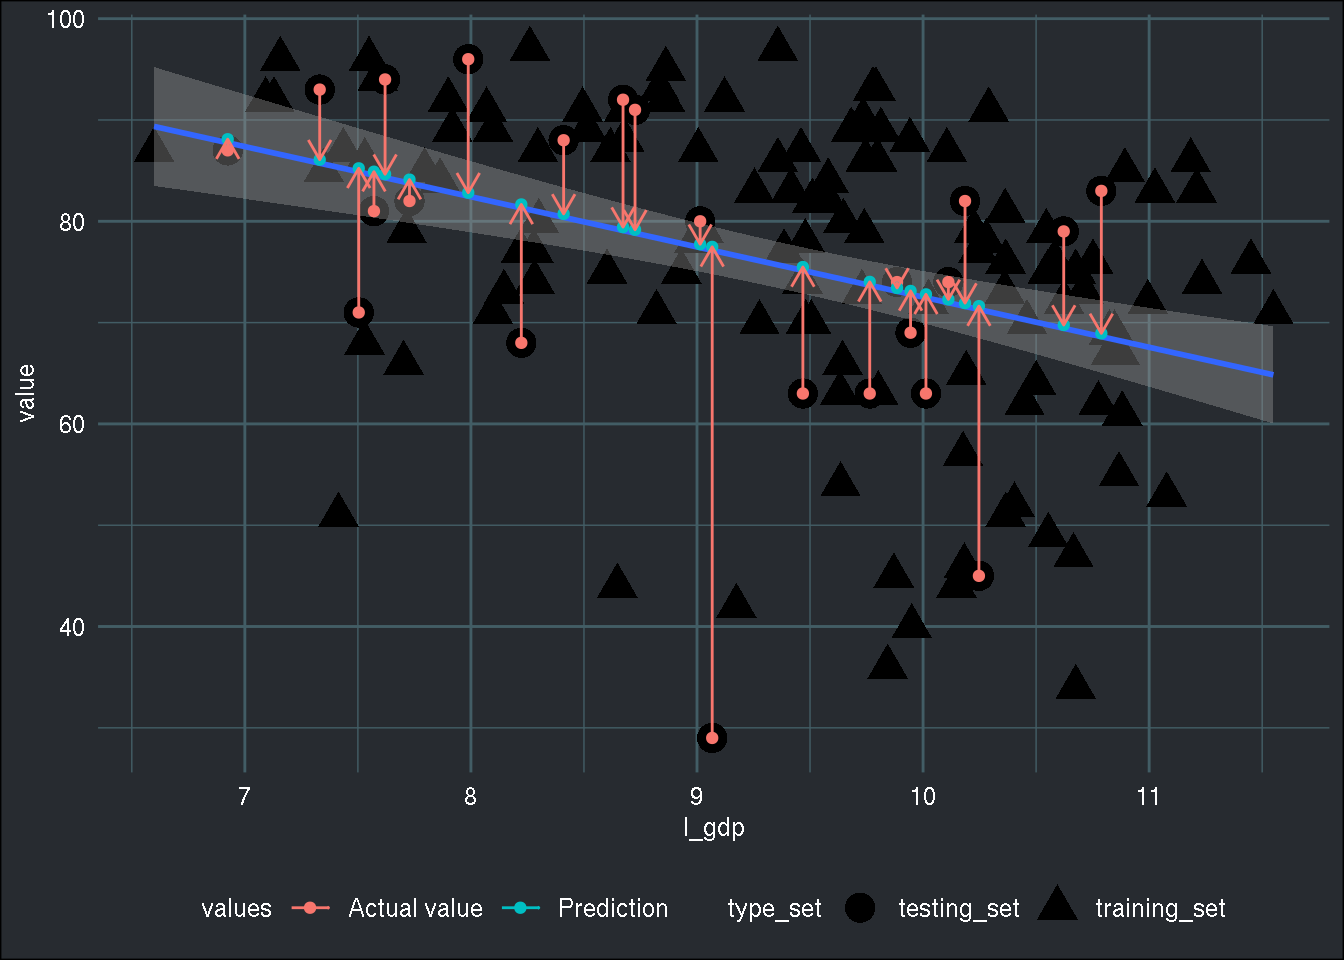 100
80
60
40
value
7 8 9 10 11
l_gdp
values Actual value Prediction type_set testing_set training_set